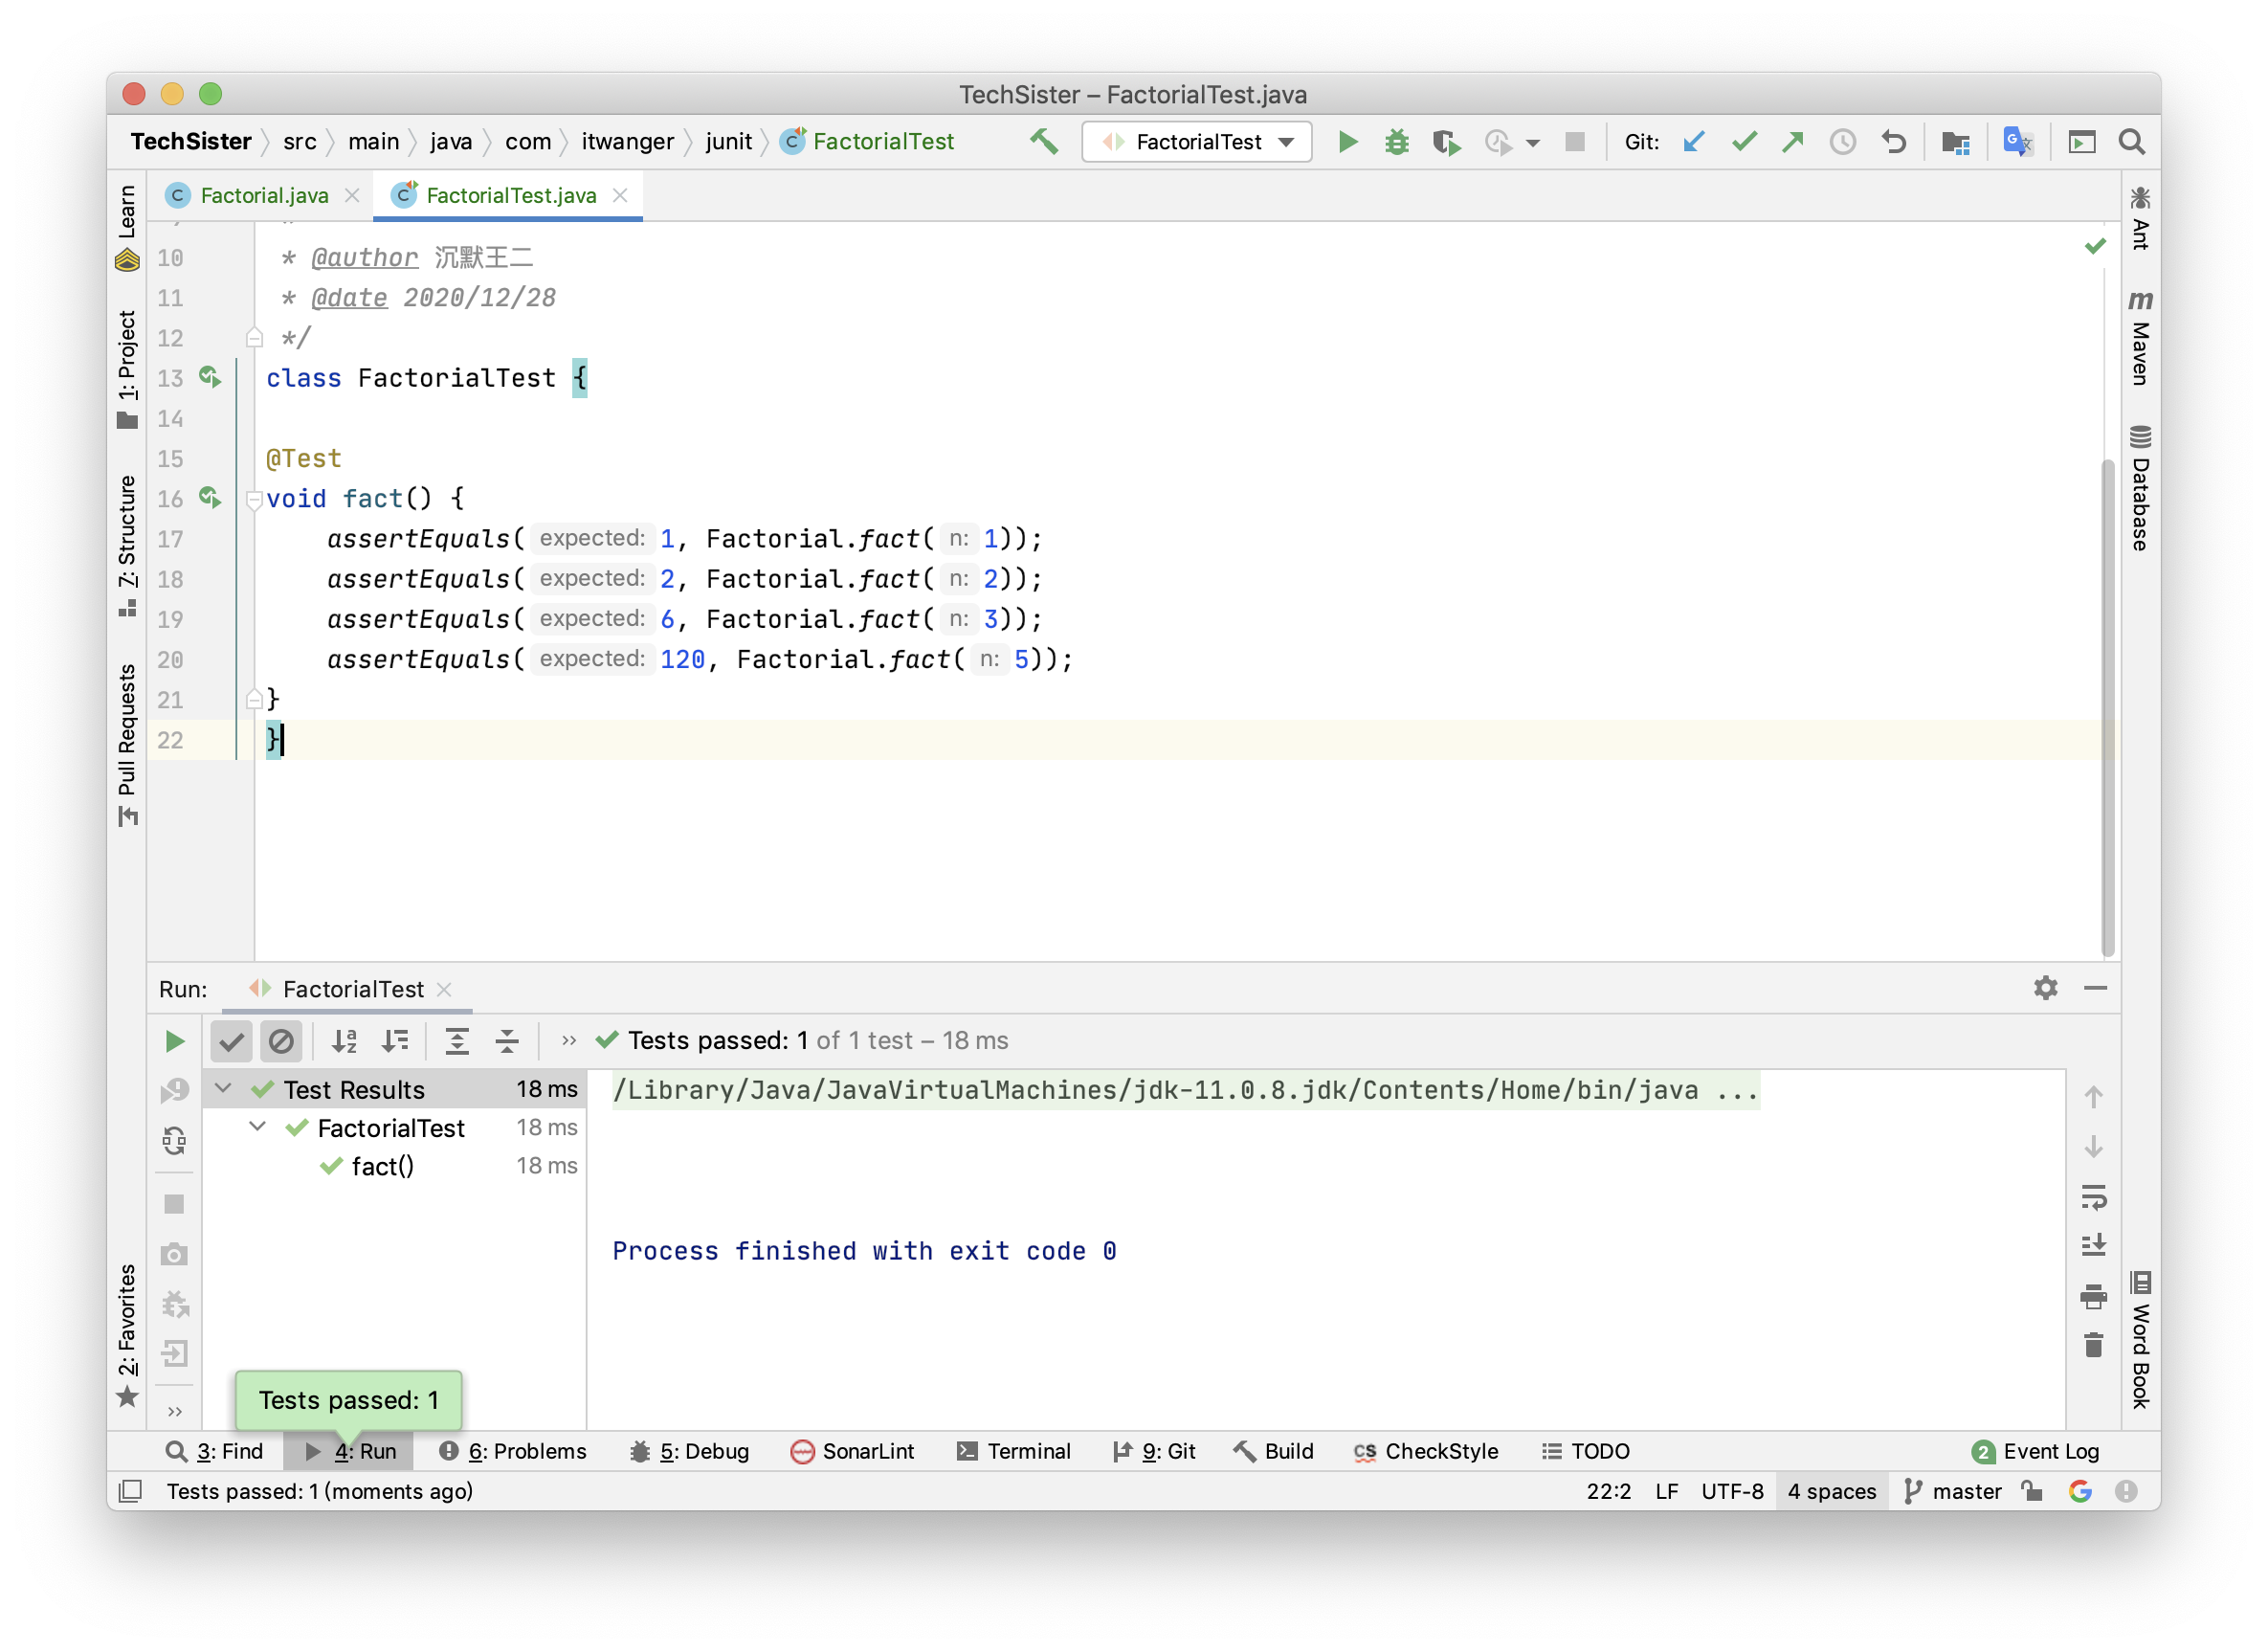 TechSister – FactorialTest.java
TechSister src main java com itwanger junit FactorialTest FactorialTest Git:
Learn
1: Project
7: Structure
Pull Requests
2: Favorites
Factorial.java FactorialTest.java
10 * @author 沉默王二
11 * @date 2020/12/28
12 */
13 class FactorialTest {
14
15 @Test
16 void fact() {
17 assertEquals( expected: 1, Factorial.fact( n: 1));
18 assertEquals( expected: 2, Factorial.fact( n: 2));
19 assertEquals( expected: 6, Factorial.fact( n: 3));
20 assertEquals( expected: 120, Factorial.fact( n: 5));
21 }
22 }
Ant
Maven
Database
Word Book
Run: FactorialTest
Tests passed: 1 of 1 test – 18 ms
Test Results 18 ms
FactorialTest 18 ms
fact() 18 ms
/Library/Java/JavaVirtualMachines/jdk-11.0.8.jdk/Contents/Home/bin/java ...
Process finished with exit code 0
Tests passed: 1
3: Find 4: Run 6: Problems 5: Debug SonarLint Terminal 9: Git Build CheckStyle TODO 2 Event Log
Tests passed: 1 (moments ago) 22:2 LF UTF-8 4 spaces master